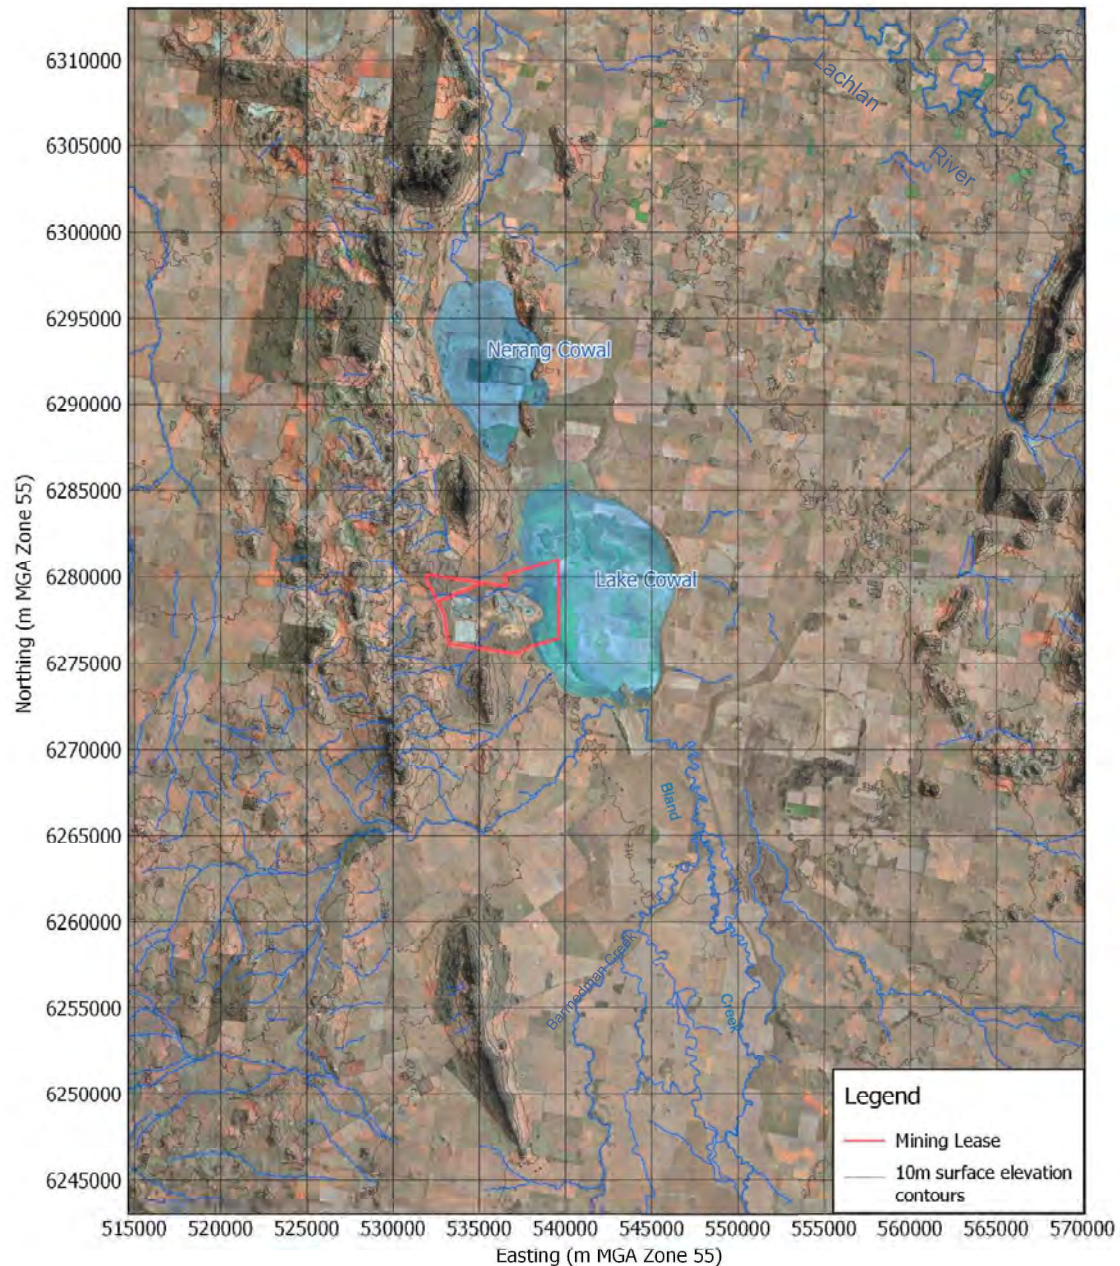 6310000
6305000
6300000
6295000
6290000
6285000
6280000
6275000
6270000
6265000
6260000
6255000
6250000
6245000
Northing (m MGA Zone 55)
Lachlan
River
Nerang Cowal
Lake Cowal
Bland
Creek
Bannedman Creek
Legend
Mining Lease
10m surface elevation
contours
515000 520000 525000 530000 535000 540000 545000 550000 555000 560000 565000 570000
Easting (m MGA Zone 55)